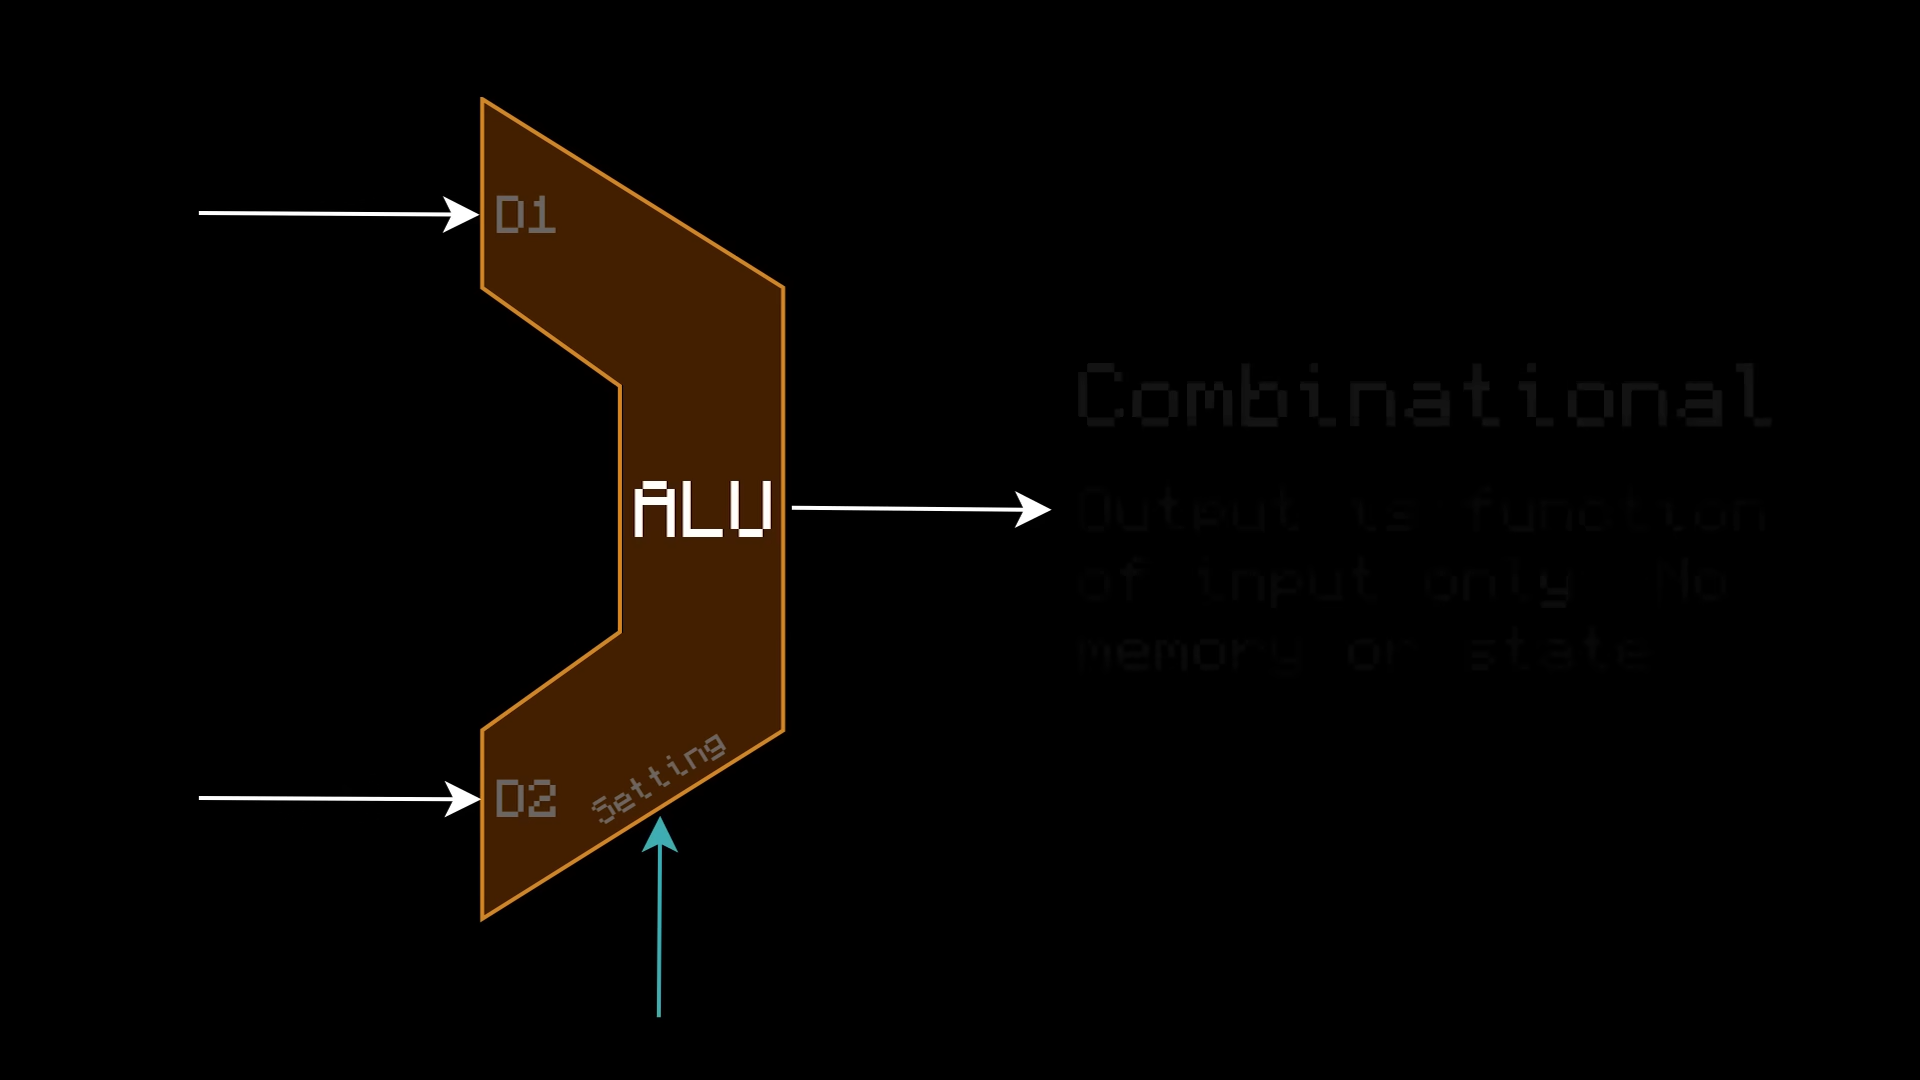 D1
Combinational
ALU
Output is function
of input only No
memory or state
Setting
D2